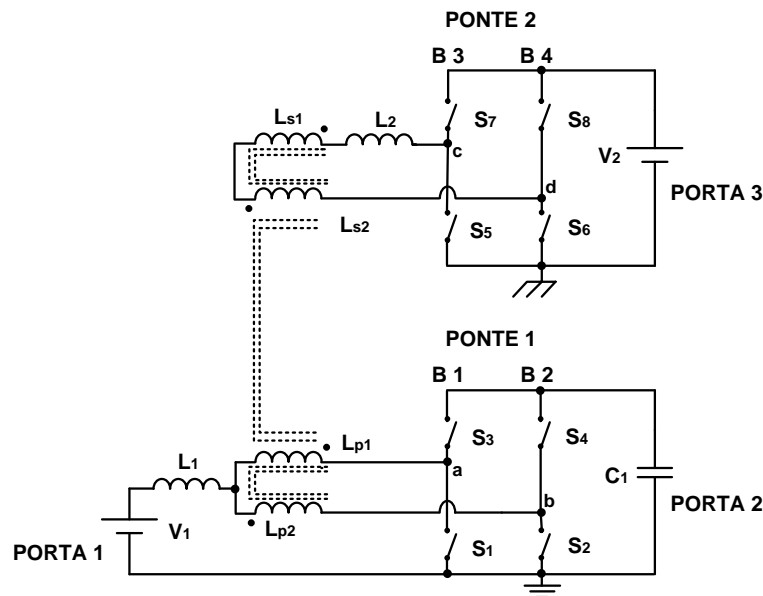 PONTE 2
B 3 B 4
Ls1 L2 S7 S8
c
V2
d
PORTA 3
Ls2 S5 S6
PONTE 1
B 1 B 2
Lp1 S3 S4
L1 a C1
b
V1 Lp2 PORTA 2
PORTA 1 S1 S2